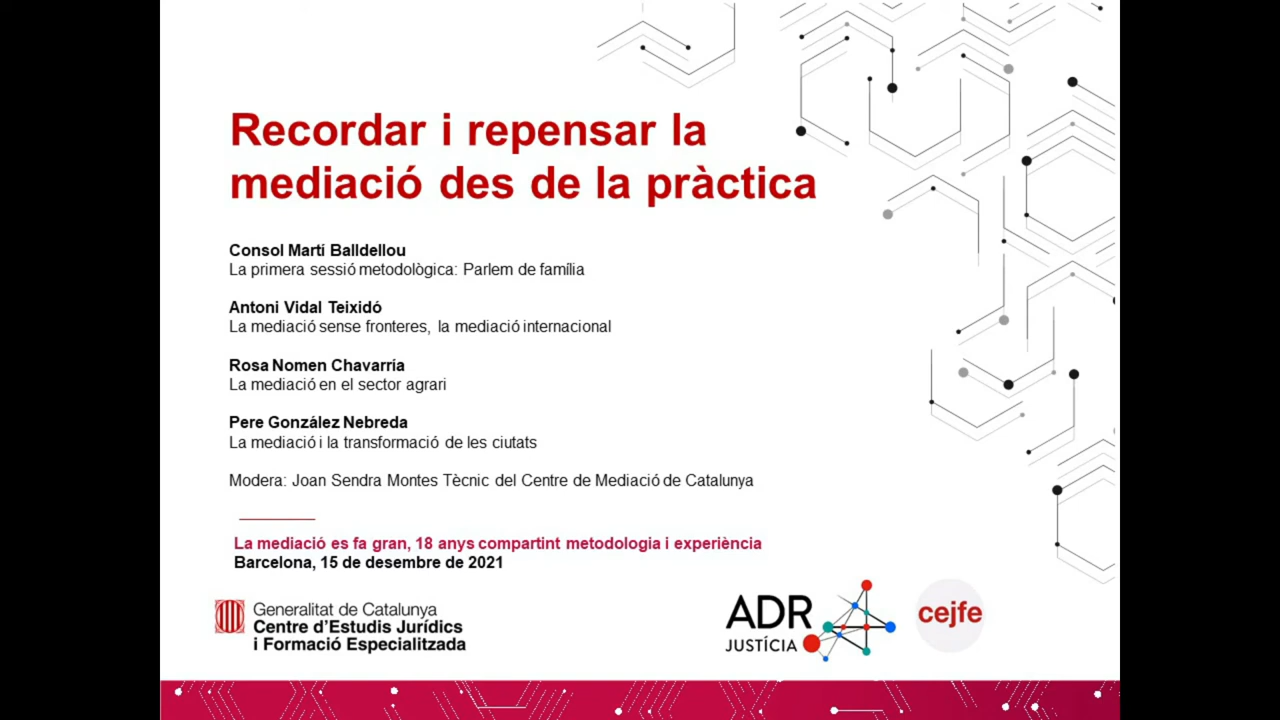 Recordar i repensar la
mediació des de la pràctica
Consol Martí Balldellou
La primera sessió metodològica: Parlem de família
Antoni Vidal Teixidó
La mediació sense fronteres, la mediació internacional
Rosa Nomen Chavarría
La mediació en el sector agrari
Pere González Nebreda
La mediació i la transformació de les ciutats
Modera: Joan Sendra Montes Tècnic del Centre de Mediació de Catalunya
La mediació es fa gran, 18 anys compartint metodologia i experiència
Barcelona, 15 de desembre de 2021
Generalitat de Catalunya
Centre d'Estudis Jurídics
i Formació Especialitzada
ADR
JUSTÍCIA
cejfe